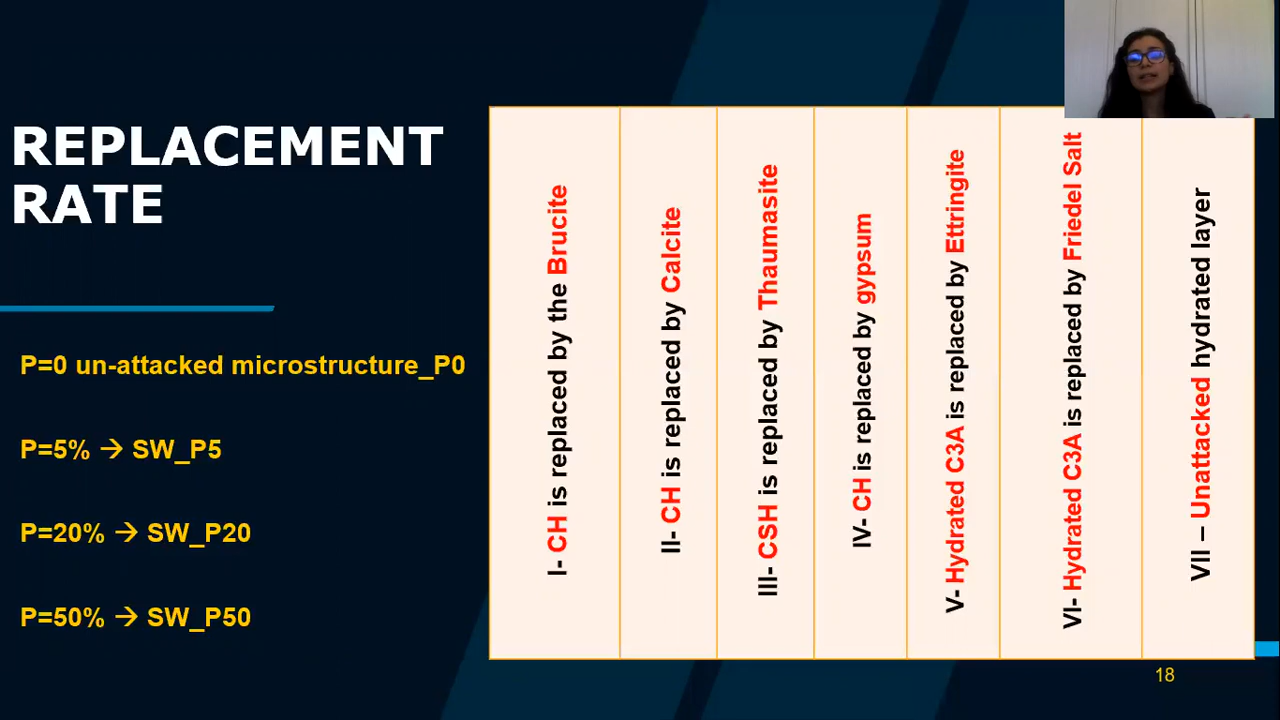 REPLACEMENT
RATE
P=0 un-attacked microstructure_P0
P=5% → SW_P5
P=20% → SW_P20
P=50% → SW_P50
I- CH is replaced by the Brucite
II- CH is replaced by Calcite
III- CSH is replaced by Thaumasite
IV- CH is replaced by gypsum
V- Hydrated C3A is replaced by Ettringite
VI- Hydrated C3A is replaced by Friedel Salt
VII – Unattacked hydrated layer
18